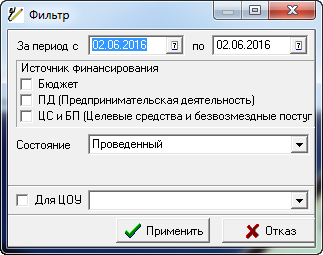 Фильтр
За период с 02.06.2016 по 02.06.2016
Источник финансирования
Бюджет
ПД (Предпринимательская деятельность)
ЦС и БП (Целевые средства и безвозмездные поступ
Состояние Проведенный
Для ЦОУ
Применить Отказ